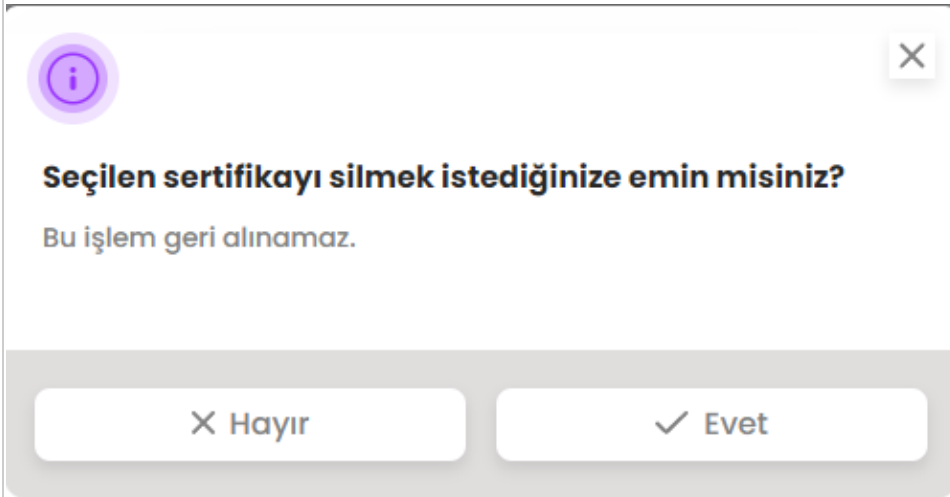 Seçilen sertifikayı silmek istediğinize emin misiniz?
Bu işlem geri alınamaz.
Hayır
Evet